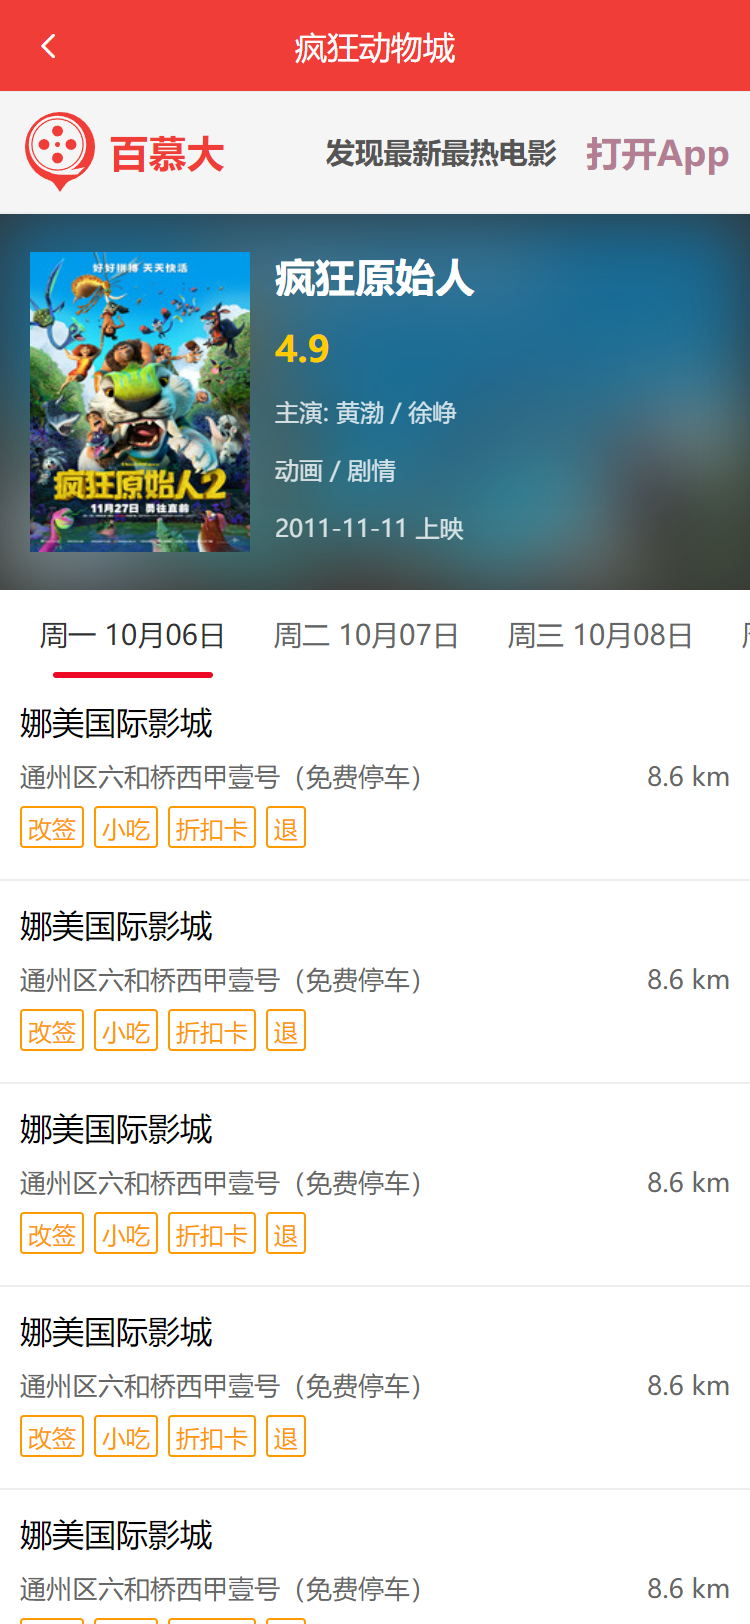 疯狂动物城
百慕大 发现最新最热电影 打开App
好好拼搏 天天快活
疯狂原始人2
11月27日 勇往直前
疯狂原始人
4.9
主演: 黄渤 / 徐峥
动画 / 剧情
2011-11-11 上映
周一 10月06日 周二 10月07日 周三 10月08日
娜美国际影城
通州区六和桥西甲壹号（免费停车） 8.6 km
改签 小吃 折扣卡 退
娜美国际影城
通州区六和桥西甲壹号（免费停车） 8.6 km
改签 小吃 折扣卡 退
娜美国际影城
通州区六和桥西甲壹号（免费停车） 8.6 km
改签 小吃 折扣卡 退
娜美国际影城
通州区六和桥西甲壹号（免费停车） 8.6 km
改签 小吃 折扣卡 退
娜美国际影城
通州区六和桥西甲壹号（免费停车） 8.6 km